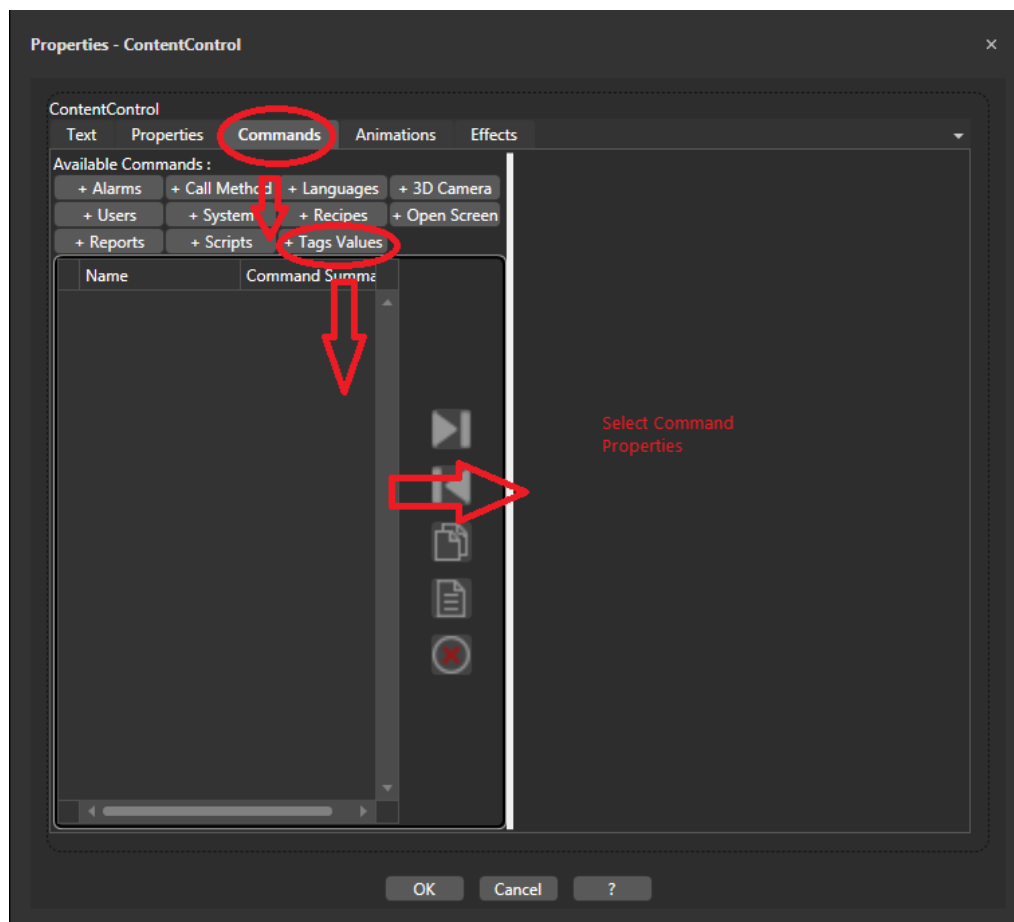 Properties - ContentControl
ContentControl
Text Properties Commands Animations Effects
Available Commands :
+ Alarms + Call Method + Languages + 3D Camera
+ Users + System + Recipes + Open Screen
+ Reports + Scripts + Tags Values
Name Command Summa
Select Command
Properties
OK Cancel ?